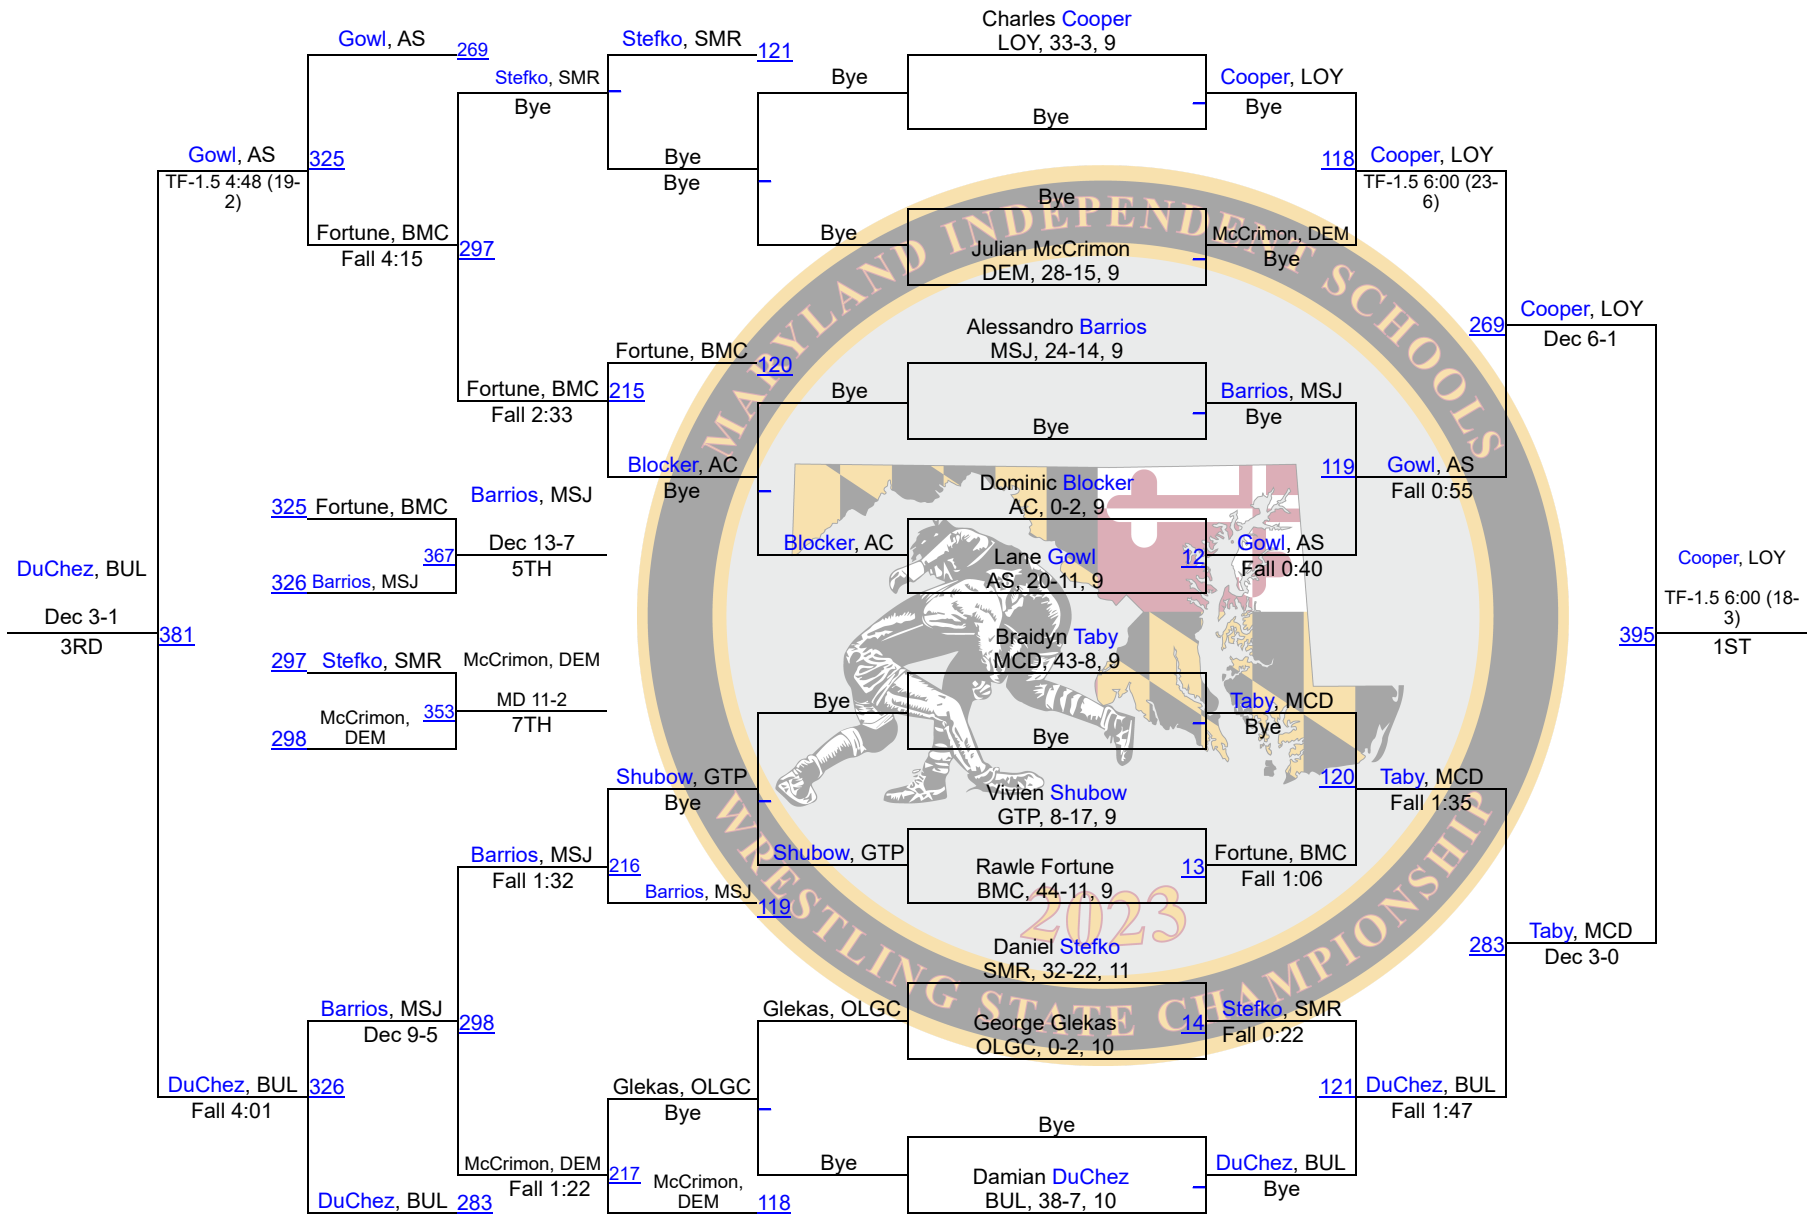 Charles Cooper
LOY, 33-3, 9
Gowl, AS
269
Stefko, SMR
121
Stefko, SMR
Bye
Bye
Bye
Cooper, LOY
Bye
Gowl, AS
TF-1.5 4:48 (19-
2)
325
Bye
Bye
118
Cooper, LOY
TF-1.5 6:00 (23-
6)
Fortune, BMC
Fall 4:15
297
Bye
Bye
Julian McCrimon
DEM, 28-15, 9
McCrimon, DEM
Bye
MARYLAND INDEPENDENT SCHOOLS
Alessandro Barrios
MSJ, 24-14, 9
269
Cooper, LOY
Dec 6-1
Fortune, BMC
120
Fortune, BMC
Fall 2:33
215
Bye
Bye
Barrios, MSJ
Bye
Blocker, AC
Bye
119
Gowl, AS
Fall 0:55
Dominic Blocker
AC, 0-2, 9
325
Fortune, BMC
Barrios, MSJ
Blocker, AC
Lane Gowl
AS, 20-11, 9
12
Gowl, AS
Fall 0:40
367
Dec 13-7
5TH
326
Barrios, MSJ
DuChez, BUL
Dec 3-1
3RD
381
Cooper, LOY
TF-1.5 6:00 (18-
3)
1ST
395
Braidyn Taby
MCD, 43-8, 9
297
Stefko, SMR
McCrimon, DEM
353
MD 11-2
7TH
298
McCrimon,
DEM
Bye
Bye
Taby, MCD
Bye
Shubow, GTP
Bye
Vivien Shubow
GTP, 8-17, 9
120
Taby, MCD
Fall 1:35
Barrios, MSJ
Fall 1:32
216
Shubow, GTP
Rawle Fortune
BMC, 44-11, 9
13
Fortune, BMC
Fall 1:06
Barrios, MSJ
119
2023
WRESTLING STATE CHAMPIONSHIP
Daniel Stefko
SMR, 32-22, 11
283
Taby, MCD
Dec 3-0
Barrios, MSJ
Dec 9-5
298
Glekas, OLGC
George Glekas
OLGC, 0-2, 10
14
Stefko, SMR
Fall 0:22
DuChez, BUL
Fall 4:01
326
Glekas, OLGC
Bye
121
DuChez, BUL
Fall 1:47
Bye
McCrimon, DEM
Fall 1:22
217
McCrimon,
DEM
118
Bye
Damian DuChez
BUL, 38-7, 10
DuChez, BUL
Bye
DuChez, BUL
283